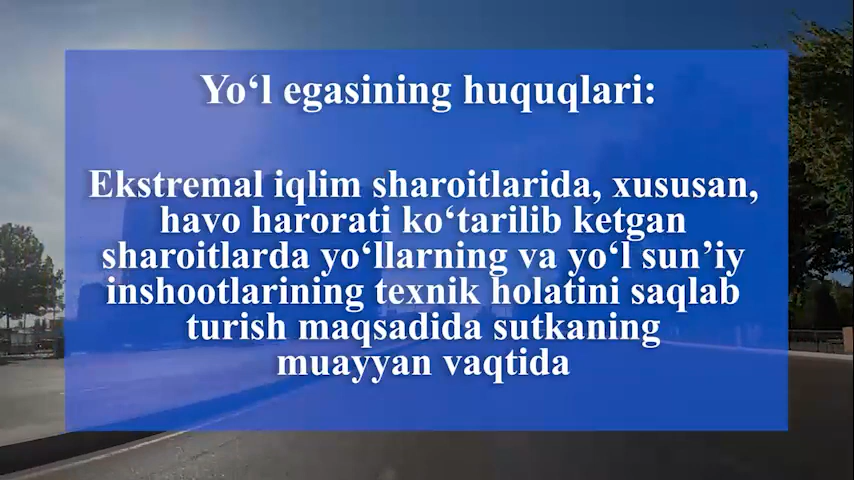 Yo‘l egasining huquqlari:
Ekstremal iqlim sharoitlarida, xususan,
havo harorati ko‘tarilib ketgan
sharoitlarda yo‘llarning va yo‘l sun’iy
inshootlarining texnik holatini saqlab
turish maqsadida sutkaning
muayyan vaqtida